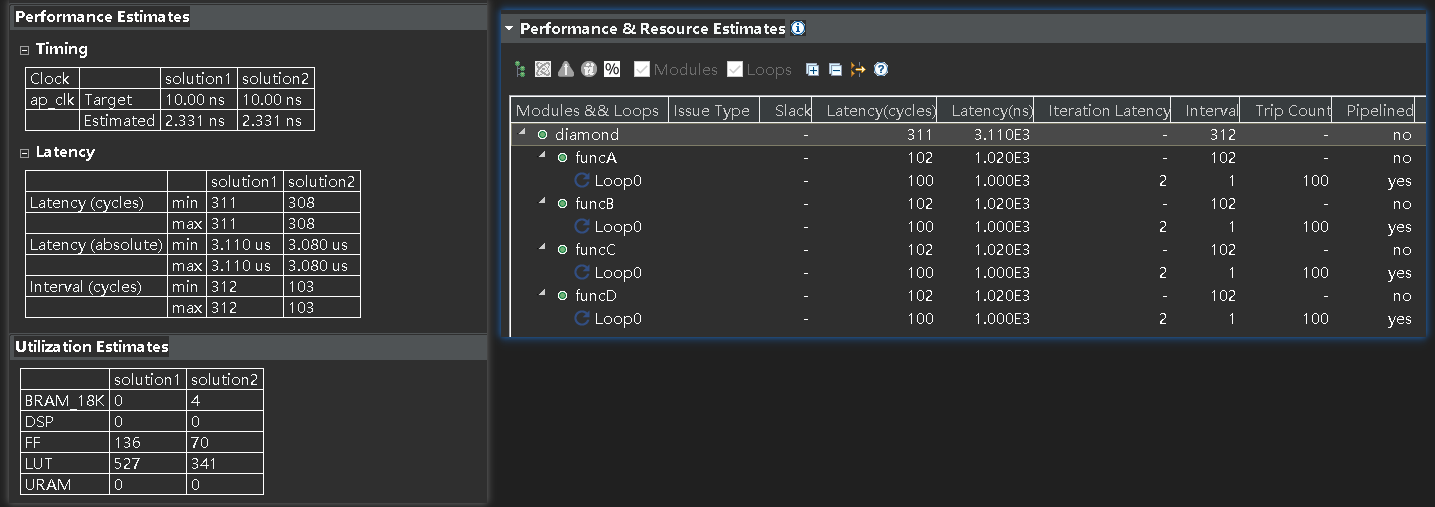 Performance Estimates
Timing
Clock solution1 solution2
ap_clk Target 10.00 ns 10.00 ns
Estimated 2.331 ns 2.331 ns
Latency
solution1 solution2
Latency (cycles) min 311 308
max 311 308
Latency (absolute) min 3.110 us 3.080 us
max 3.110 us 3.080 us
Interval (cycles) min 312 103
max 312 103
Utilization Estimates
solution1 solution2
BRAM_18K 0 4
DSP 0 0
FF 136 70
LUT 527 341
URAM 0 0
Performance & Resource Estimates
% Modules Loops
Modules && Loops Issue Type Slack Latency(cycles) Latency(ns) Iteration Latency Interval Trip Count Pipelined
diamond - 311 3.110E3 - 312 - no
funcA - 102 1.020E3 - 102 - no
Loop0 - 100 1.000E3 2 1 100 yes
funcB - 102 1.020E3 - 102 - no
Loop0 - 100 1.000E3 2 1 100 yes
funcC - 102 1.020E3 - 102 - no
Loop0 - 100 1.000E3 2 1 100 yes
funcD - 102 1.020E3 - 102 - no
Loop0 - 100 1.000E3 2 1 100 yes